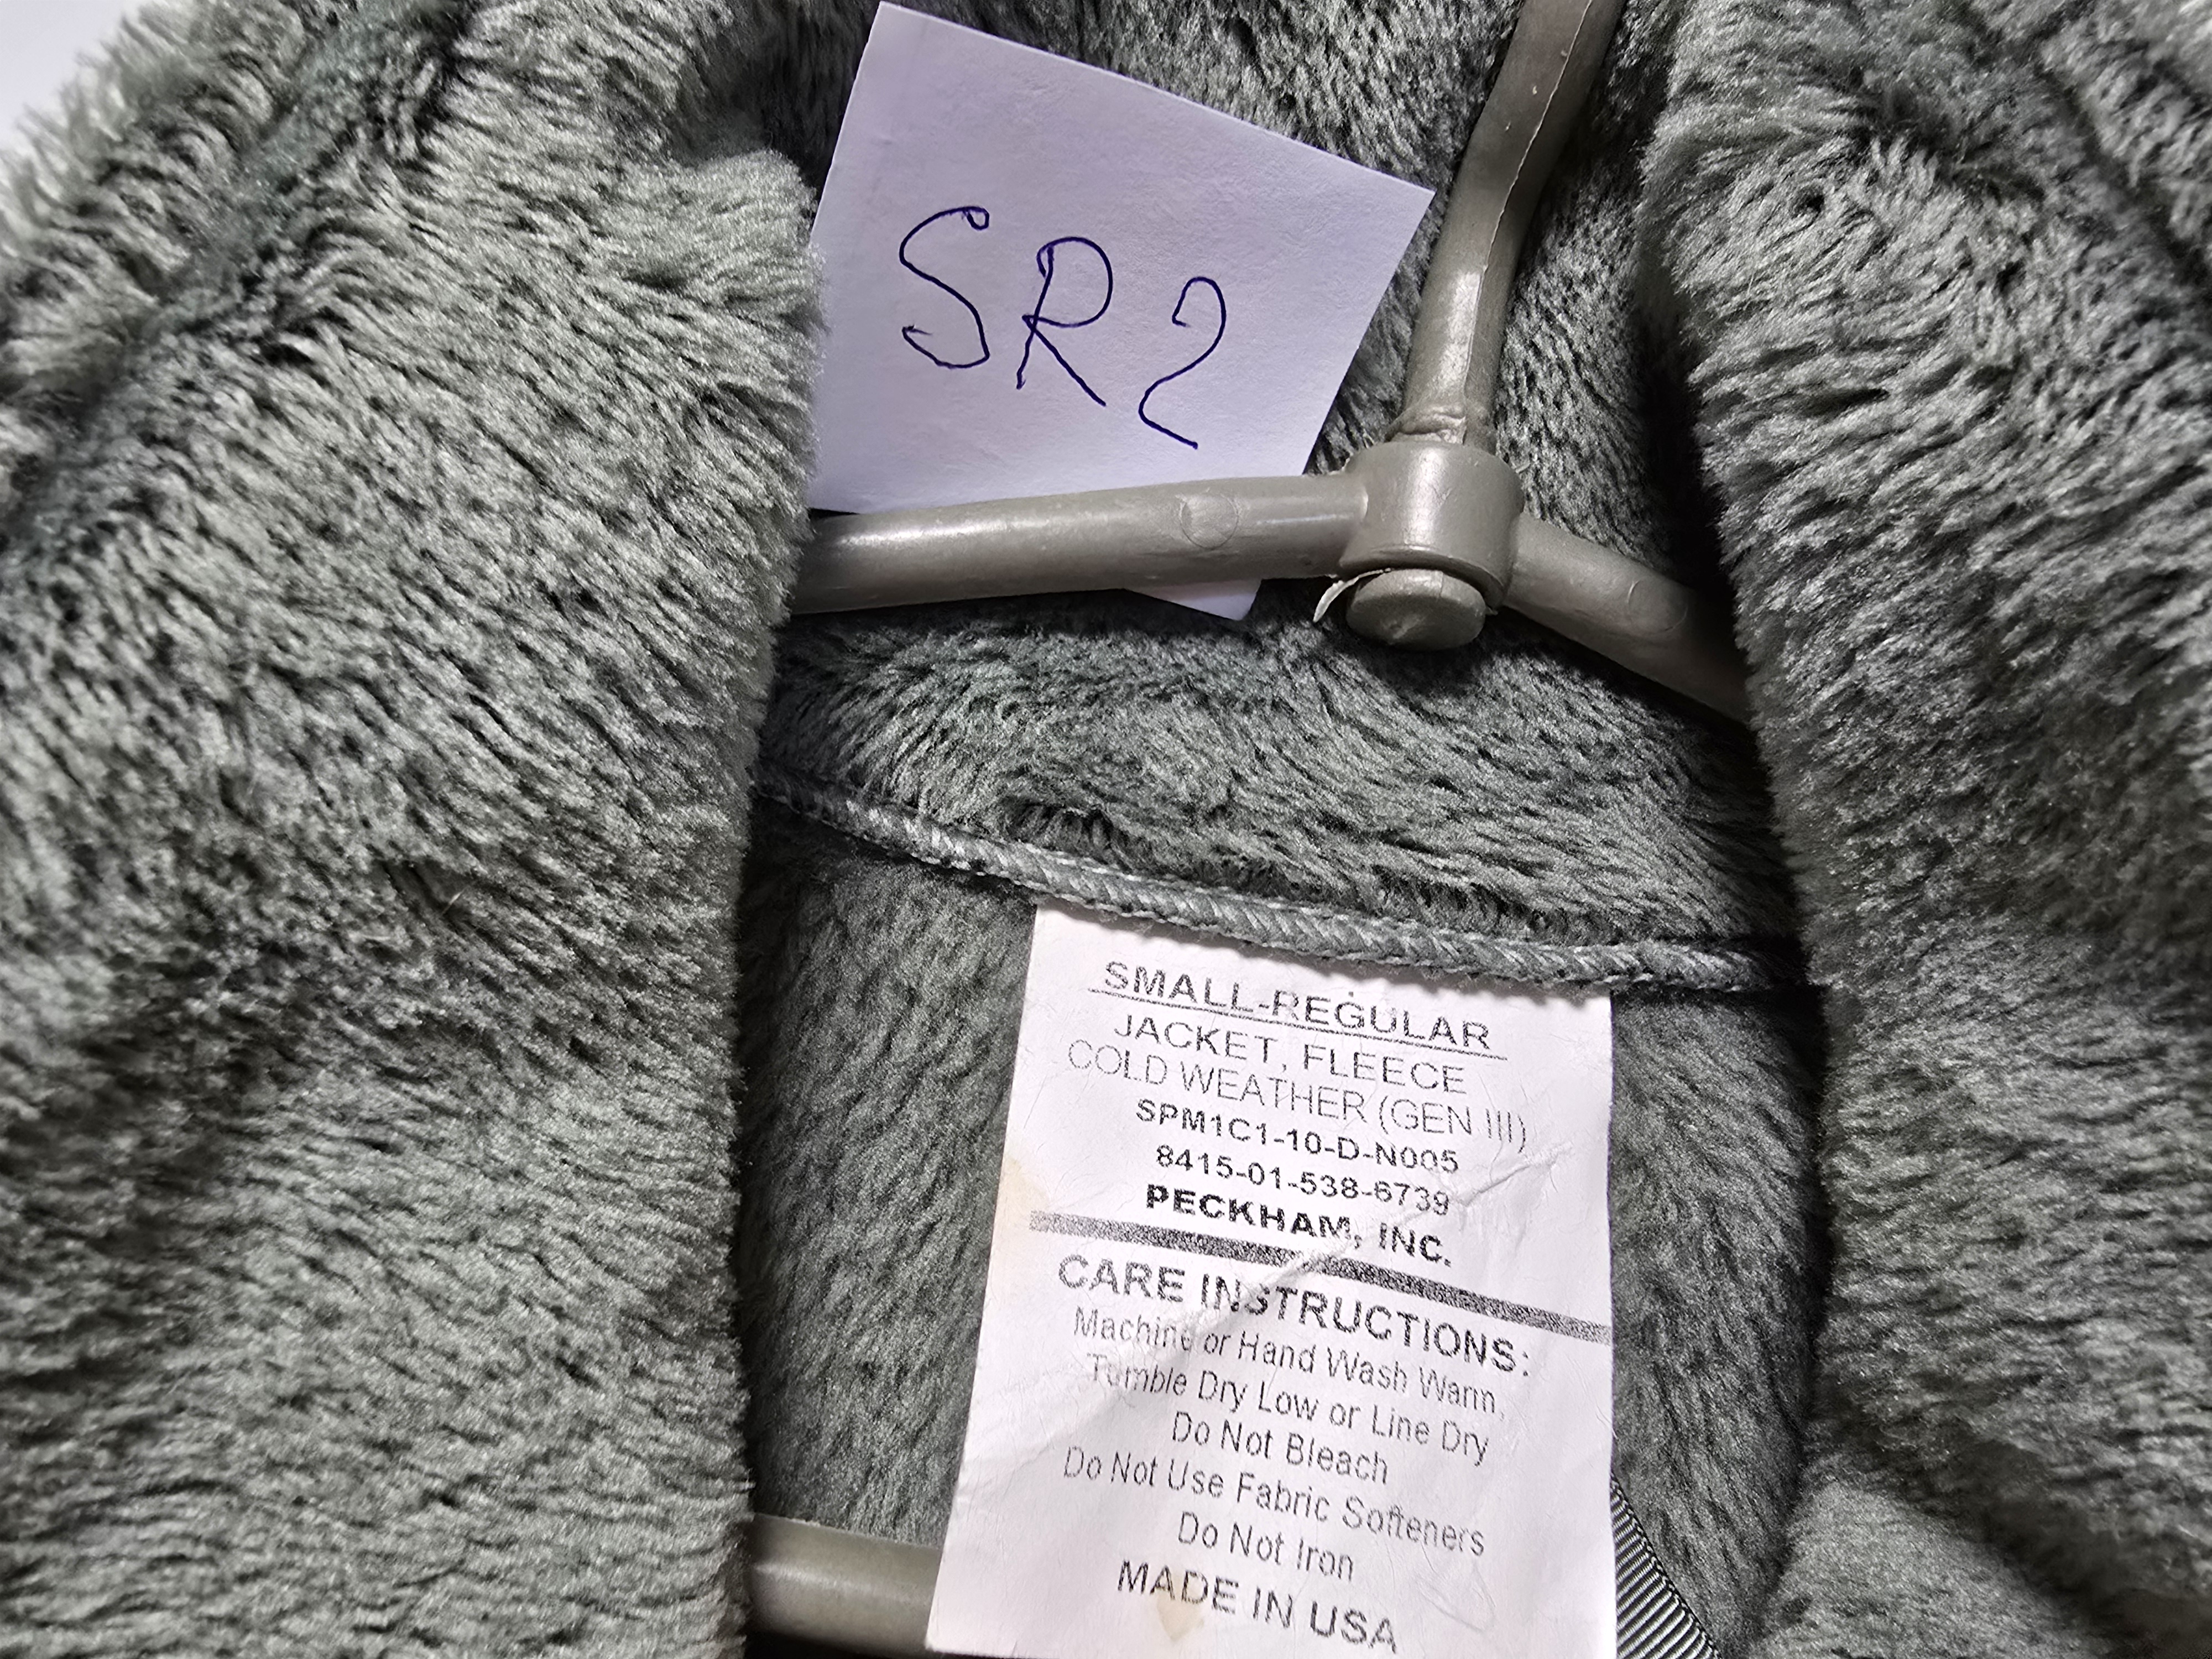 SR2
SMALL-REGULAR
JACKET, FLEECE
COLD WEATHER (GEN III)
SPM1C1-10-D-N005
8415-01-538-6739
PECKHAM, INC.
CARE INSTRUCTIONS:
Machine or Hand Wash Warm,
Tumble Dry Low or Line Dry
Do Not Bleach
Do Not Use Fabric Softeners
Do Not Iron
MADE IN USA